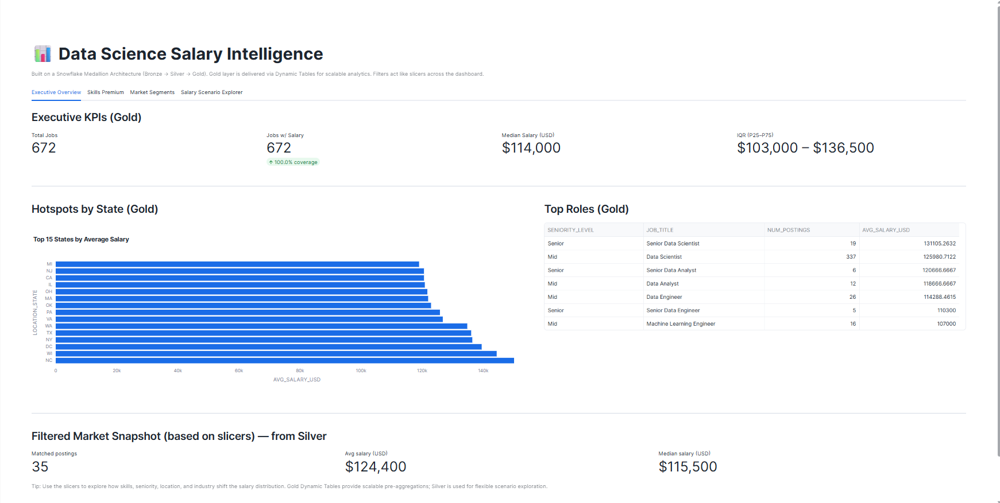 Data Science Salary Intelligence
Built on a Snowflake Medallion Architecture (Bronze → Silver → Gold). Gold layer is delivered via Dynamic Tables for scalable analytics. Filters act like slicers across the dashboard.
Executive Overview Skills Premium Market Segments Salary Scenario Explorer
Executive KPIs (Gold)
Total Jobs
672
Jobs w/ Salary
672
↑ 100.0% coverage
Median Salary (USD)
$114,000
IQR (P25–P75)
$103,000 – $136,500
Hotspots by State (Gold)
Top 15 States by Average Salary
LOCATION_STATE
MI
NJ
CA
IL
OH
MA
OK
PA
VA
WA
TX
NY
DC
WI
NC
0 20k 40k 60k 80k 100k 120k 140k
AVG_SALARY_USD
Top Roles (Gold)
SENIORITY_LEVEL JOB_TITLE NUM_POSTINGS AVG_SALARY_USD
Senior Senior Data Scientist 19 131105.2632
Mid Data Scientist 337 125980.7122
Senior Senior Data Analyst 6 120666.6667
Mid Data Analyst 12 118666.6667
Mid Data Engineer 26 114288.4615
Senior Senior Data Engineer 5 110300
Mid Machine Learning Engineer 16 107000
Filtered Market Snapshot (based on slicers) — from Silver
Matched postings
35
Avg salary (USD)
$124,400
Median salary (USD)
$115,500
Tip: Use the slicers to explore how skills, seniority, location, and industry shift the salary distribution. Gold Dynamic Tables provide scalable pre-aggregations; Silver is used for flexible scenario exploration.